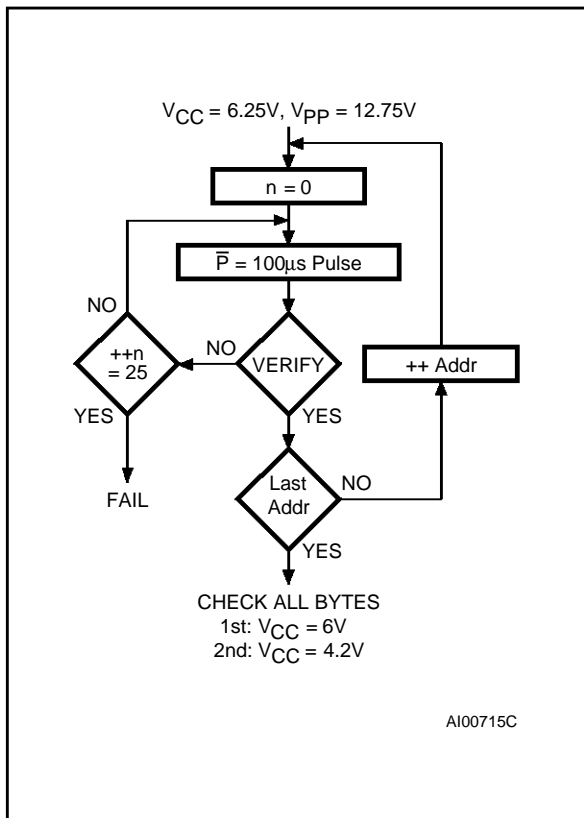 VCC = 6.25V, VPP = 12.75V
n = 0
P̅ = 100µs Pulse
NO
++n
= 25
NO
VERIFY
++ Addr
YES
YES
Last
Addr
NO
FAIL
YES
CHECK ALL BYTES
1st: VCC = 6V
2nd: VCC = 4.2V
AI00715C